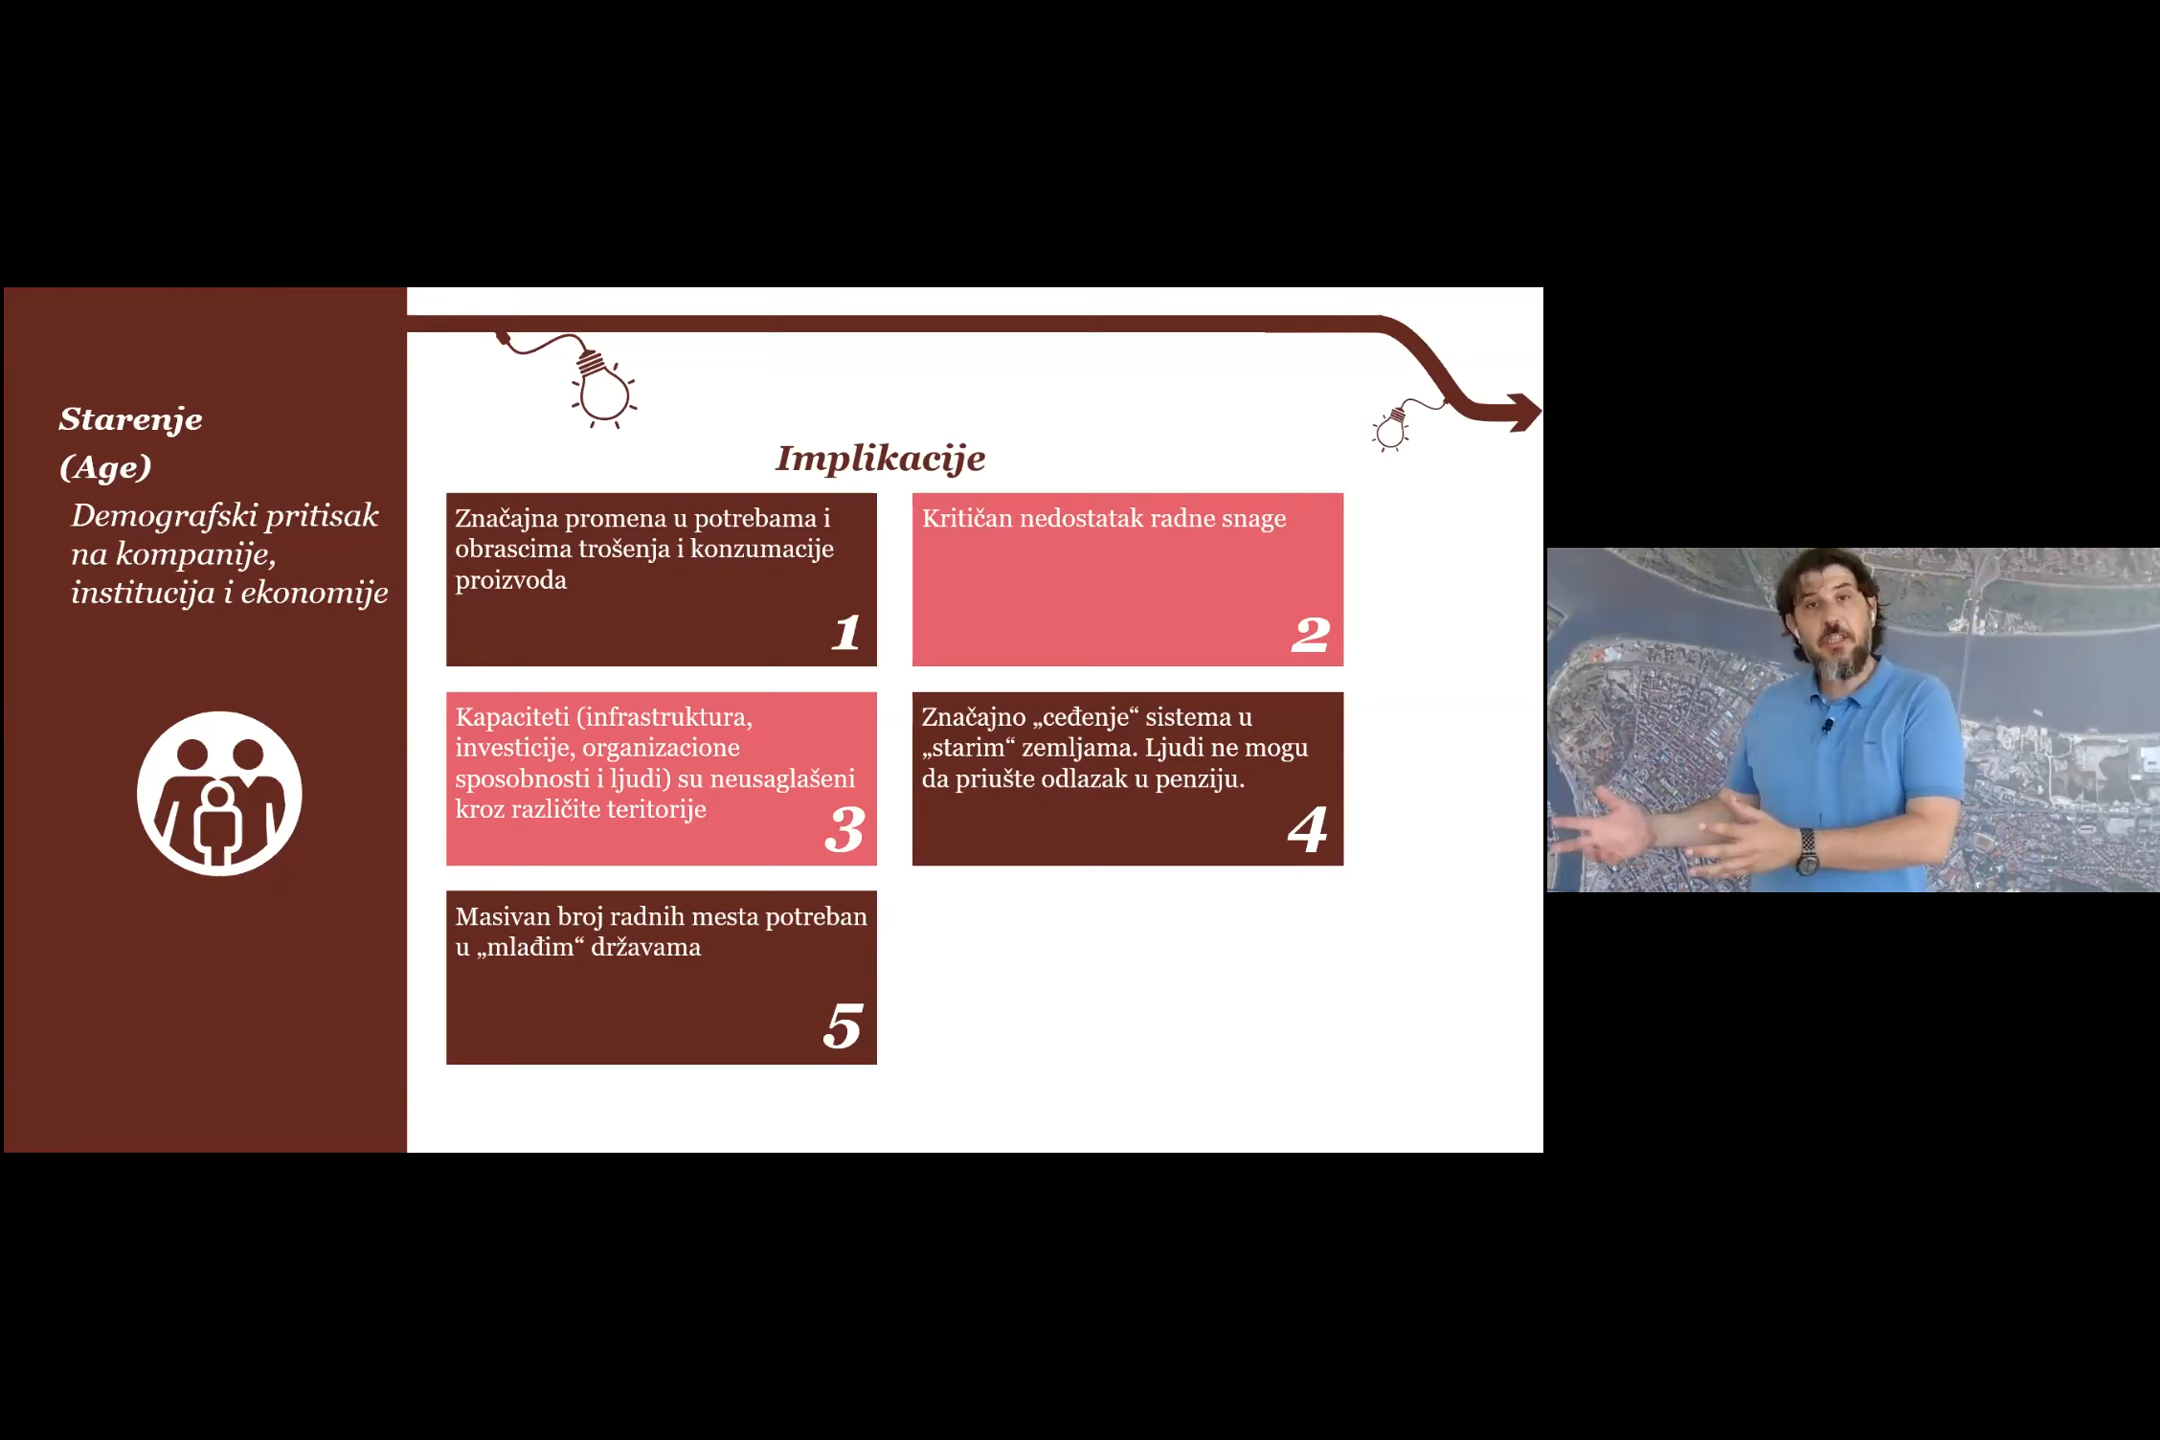 Starenje
(Age)
Demografski pritisak
na kompanije,
institucija i ekonomije
Implikacije
Značajna promena u potrebama i
obrascima trošenja i konzumacije
proizvoda
1
Kritičan nedostatak radne snage
2
Kapaciteti (infrastruktura,
investicije, organizacione
sposobnosti i ljudi) su neusaglašeni
kroz različite teritorije
3
Značajno „ceđenje“ sistema u
„starim“ zemljama. Ljudi ne mogu
da priušte odlazak u penziju.
4
Masivan broj radnih mesta potreban
u „mlađim“ državama
5